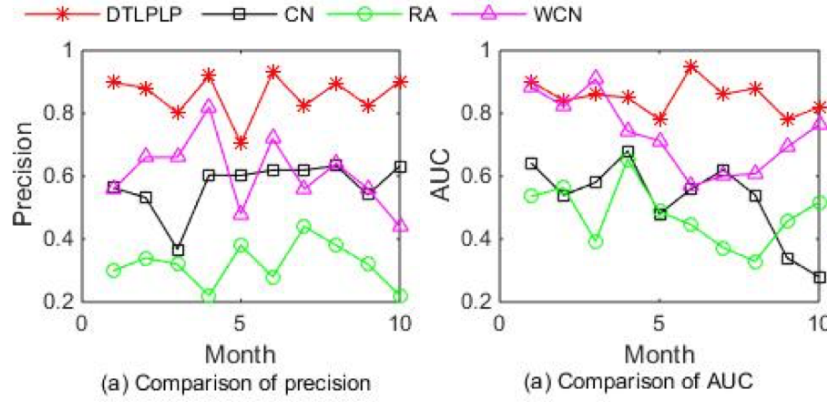 DTLPLP CN RA WCN
1
0.8
0.6
0.4
0.2
Precision
0 5 10
Month
(a) Comparison of precision
1
0.8
0.6
0.4
0.2
AUC
0 5 10
Month
(a) Comparison of AUC